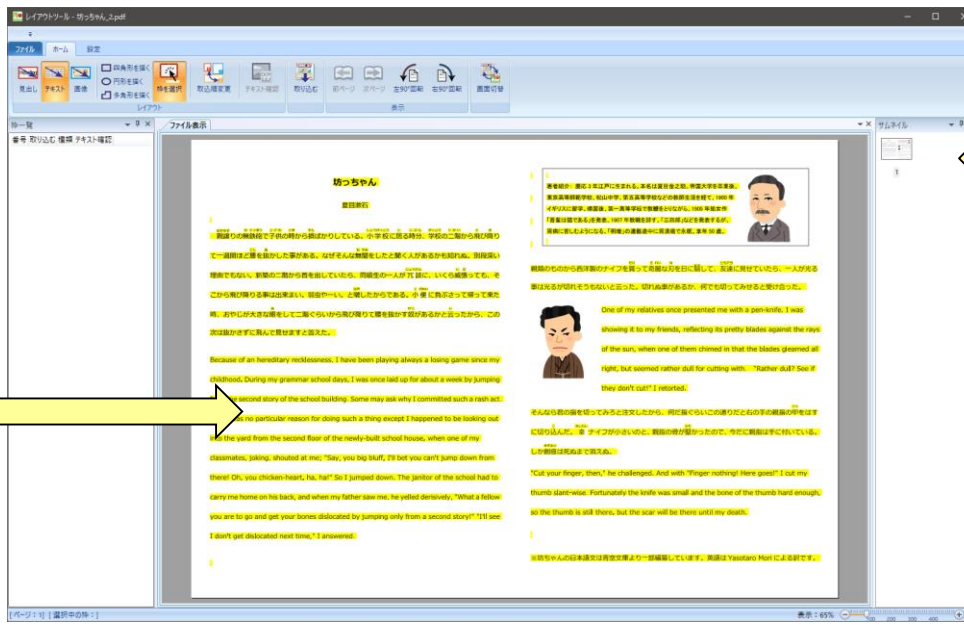 レイアウトツール - 坊っちゃん_2.pdf
ファイル ホーム 設定
見出し テキスト 画像
四角形を描く
円形を描く
多角形を描く
枠を選択 取込順変更 テキスト確認 取り込む 前ページ 次ページ 左90°回転 右90°回転 画面切替
レイアウト 表示
枠一覧
番号 取り込む 種類 テキスト確認
ファイル表示
サムネイル
1
坊っちゃん
夏目漱石
親譲りの無鉄砲で子供の時から損ばかりしている。小学校に居る時分、学校の二階から飛び降り
て一週間ほど腰を抜かした事がある。なぜそんな無闇をしたと聞く人があるかも知れぬ。別段深い
理由でもない。新築の二階から首を出していたら、同級生の一人が冗談に、いくら威張っても、そ
こから飛び降りる事は出来まい。弱虫やーい。と囃したからである。小使に負ぶさって帰って来た
時、おやじが大きな眼をして二階ぐらいから飛び降りて腰を抜かす奴があるかと云ったから、この
次は抜かさずに飛んで見せますと答えた。
Because of an hereditary recklessness, I have been playing always a losing game since my
childhood. During my grammar school days, I was once laid up for about a week by jumping
second story of the school building. Some may ask why I committed such a rash act.
no particular reason for doing such a thing except I happened to be looking out
the yard from the second floor of the newly-built school house, when one of my
classmates, joking, shouted at me; "Say, you big bluff, I'll bet you can't jump down from
there! Oh, you chicken-heart, ha, ha!" So I jumped down. The janitor of the school had to
carry me home on his back, and when my father saw me, he yelled derisively, "What a fellow
you are to go and get your bones dislocated by jumping only from a second story!" "I'll see
I don't get dislocated next time," I answered.
著者紹介：慶応3年江戸に生まれる。本名は夏目金之助。帝国大学を卒業後、
東京高等師範学校、松山中学、第五高等学校などの教師生活を経て、1900年
イギリスに留学。帰国後、第一高等学校で教鞭をとりながら、1905年処女作
「吾輩は猫である」を発表。1907年教職を辞す。「三四郎」などを発表するが、
胃病に苦しむようになる。「明暗」の連載途中に胃潰瘍で永眠。享年50歳。
親類のものから西洋製のナイフを貰って奇麗な刃を日に翳して、友達に見せていたら、一人が光る
事は光るが切れそうもないと云った。切れぬ事があるか、何でも切ってみせると受け合った。
One of my relatives once presented me with a pen-knife. I was
showing it to my friends, reflecting its pretty blades against the rays
of the sun, when one of them chimed in that the blades gleamed all
right, but seemed rather dull for cutting with. "Rather dull? See if
they don't cut!" I retorted.
そんなら君の指を切ってみろと注文したから、何だ指ぐらいこの通りだと右の手の親指の甲をはす
に切り込んだ。幸ナイフが小さいのと、親指の骨が堅かったので、今だに親指は手に付いている。
しか創痕は死ぬまで消えぬ。
"Cut your finger, then," he challenged. And with "Finger nothing! Here goes!" I cut my
thumb slant-wise. Fortunately the knife was small and the bone of the thumb hard enough,
so the thumb is still there, but the scar will be there until my death.
※坊ちゃんの日本語文は青空文庫より一部編集しています。英語は Yasotaro Mori による訳です。
[ページ：1] [選択中の枠：]
表示：65%
100 200 300 400